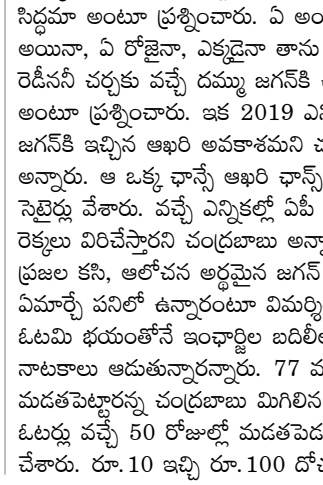 సిద్ధమా అంటూ ప్రశ్నించారు. ఏ అం
అయినా, ఏ రోజైనా, ఎక్కడైనా తాను
రెడీననీ చర్చకు వచ్చే దమ్ము జగన్‌కి
అంటూ ప్రశ్నించారు. ఇక 2019 ఎన్
జగన్‌కి ఇచ్చిన ఆఖరి అవకాశమని చ
అన్నారు. ఆ ఒక్క ఛాన్సే ఆఖరి ఛాన్స్
సెటైర్లు వేశారు. వచ్చే ఎన్నికల్లో ఏపీ
రెక్కలు విరిచేస్తారని చంద్రబాబు అన్నా
ప్రజల కసి, ఆలోచన అర్థమైన జగన్
ఏమార్చే పనిలో ఉన్నారంటూ విమర్శి
ఓటమి భయంతోనే ఇంఛార్జిల బదిలీల
నాటకాలు ఆడుతున్నారన్నారు. 77 మ
మడతపెట్టారన్న చంద్రబాబు మిగిలిన
ఓటర్లు వచ్చే 50 రోజుల్లో మడతపెడ
చేశారు. రూ.10 ఇచ్చి రూ.100 దోచ